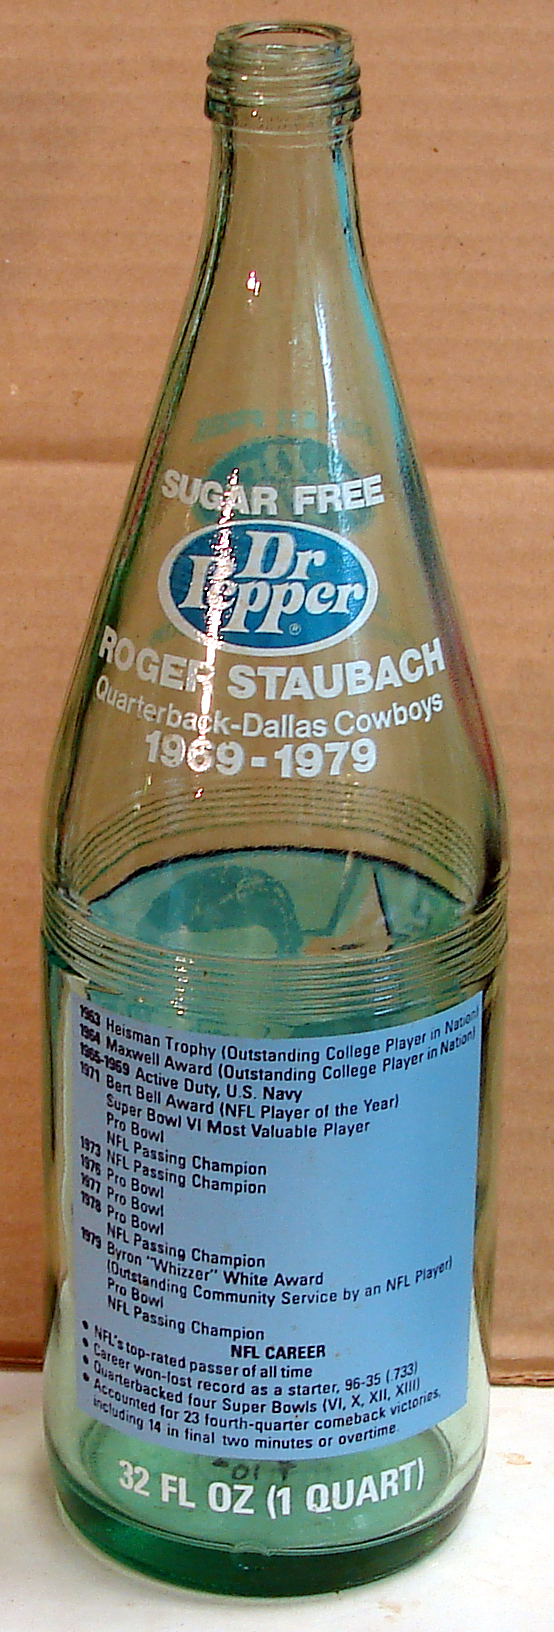 SUGAR FREE
Dr
Pepper®
ROGER STAUBACH
Quarterback-Dallas Cowboys
1969-1979
1963 Heisman Trophy (Outstanding College Player in Nation)
1964 Maxwell Award (Outstanding College Player in Nation)
1965-1969 Active Duty, U.S. Navy
1971 Bert Bell Award (NFL Player of the Year)
Super Bowl VI Most Valuable Player
Pro Bowl
NFL Passing Champion
1973 NFL Passing Champion
1976 Pro Bowl
1977 Pro Bowl
1978 Pro Bowl
NFL Passing Champion
1979 Byron "Whizzer" White Award
(Outstanding Community Service by an NFL Player)
Pro Bowl
NFL Passing Champion
NFL CAREER
• NFL's top-rated passer of all time
• Career won-lost record as a starter, 96-35 (.733)
• Quarterbacked four Super Bowls (VI, X, XII, XIII)
• Accounted for 23 fourth-quarter comeback victories,
including 14 in final two minutes or overtime.
32 FL OZ (1 QUART)